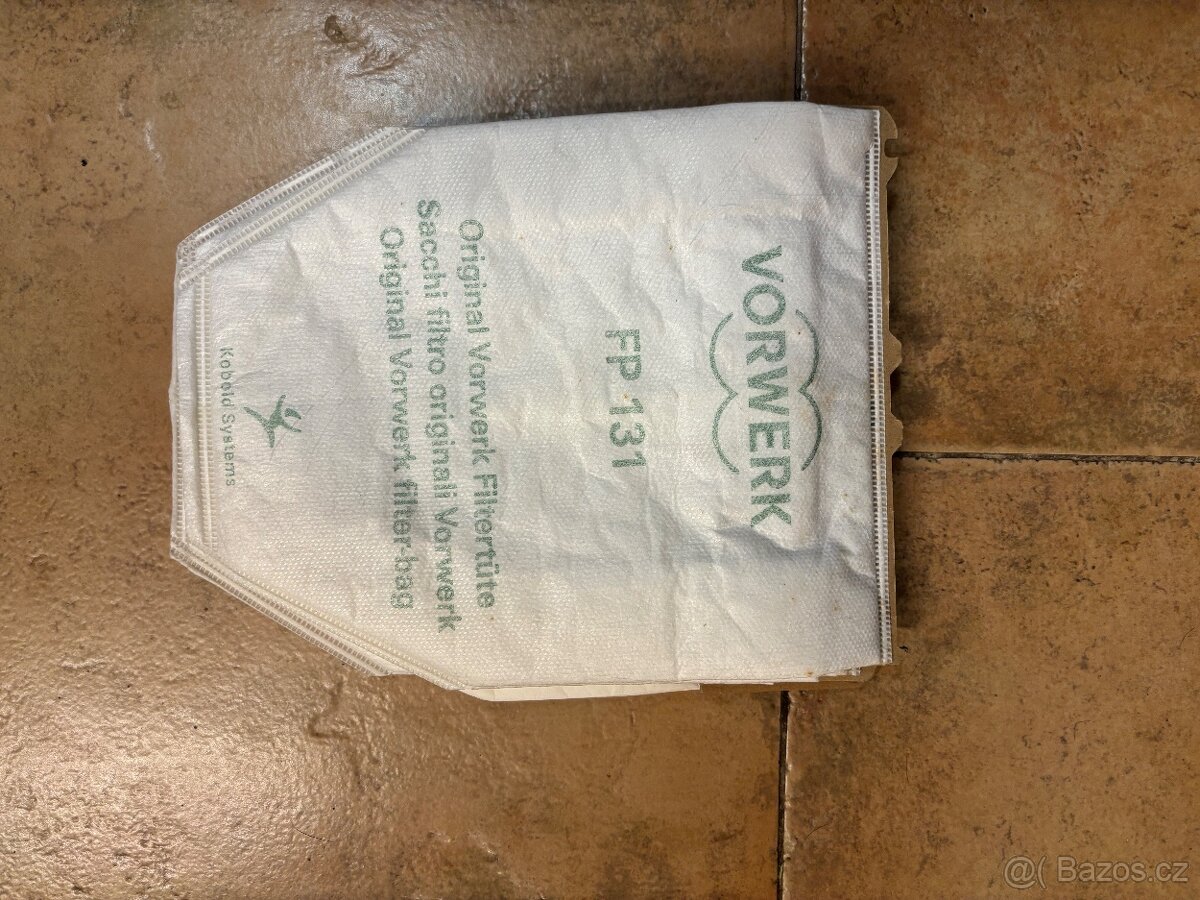 VORWERK
FP 131
Original Vorwerk Filtertüte
Sacchi filtro originali Vorwerk
Original Vorwerk filter-bag
Kobold Systems
@( Bazos.cz